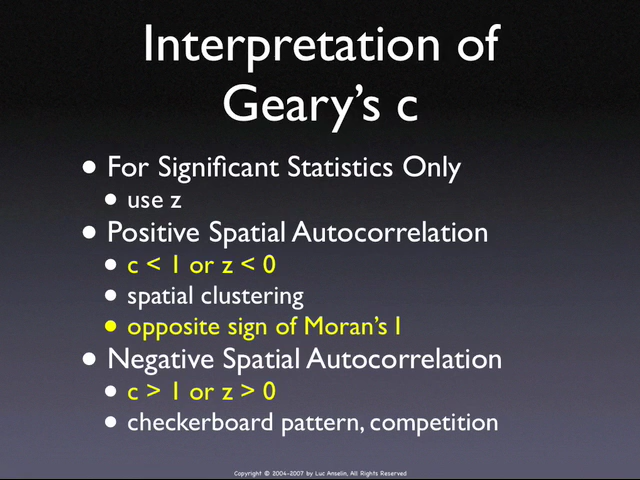 Interpretation of
Geary's c
• For Significant Statistics Only
• use z
• Positive Spatial Autocorrelation
• c < 1 or z < 0
• spatial clustering
• opposite sign of Moran's I
• Negative Spatial Autocorrelation
• c > 1 or z > 0
• checkerboard pattern, competition
Copyright © 2004-2007 by Luc Anselin, All Rights Reserved